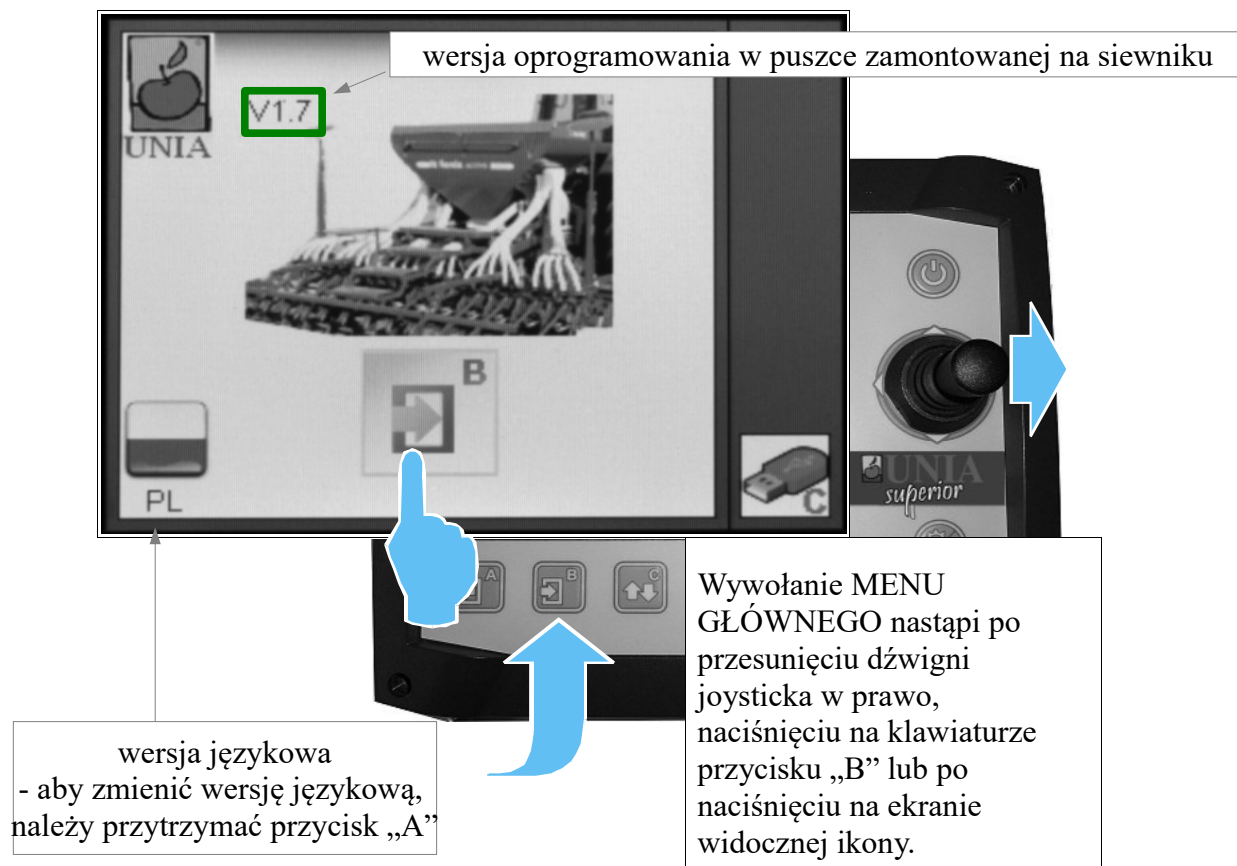 wersja oprogramowania w puszce zamontowanej na siewniku
V1.7
UNIA
B
PL
C
UNIA
superior
A
B
C
Wywołanie MENU
GŁÓWNEGO nastąpi po
przesunięciu dźwigni
joysticka w prawo,
naciśnięciu na klawiaturze
przycisku „B” lub po
naciśnięciu na ekranie
widocznej ikony.
wersja językowa
- aby zmienić wersję językową,
należy przytrzymać przycisk „A”